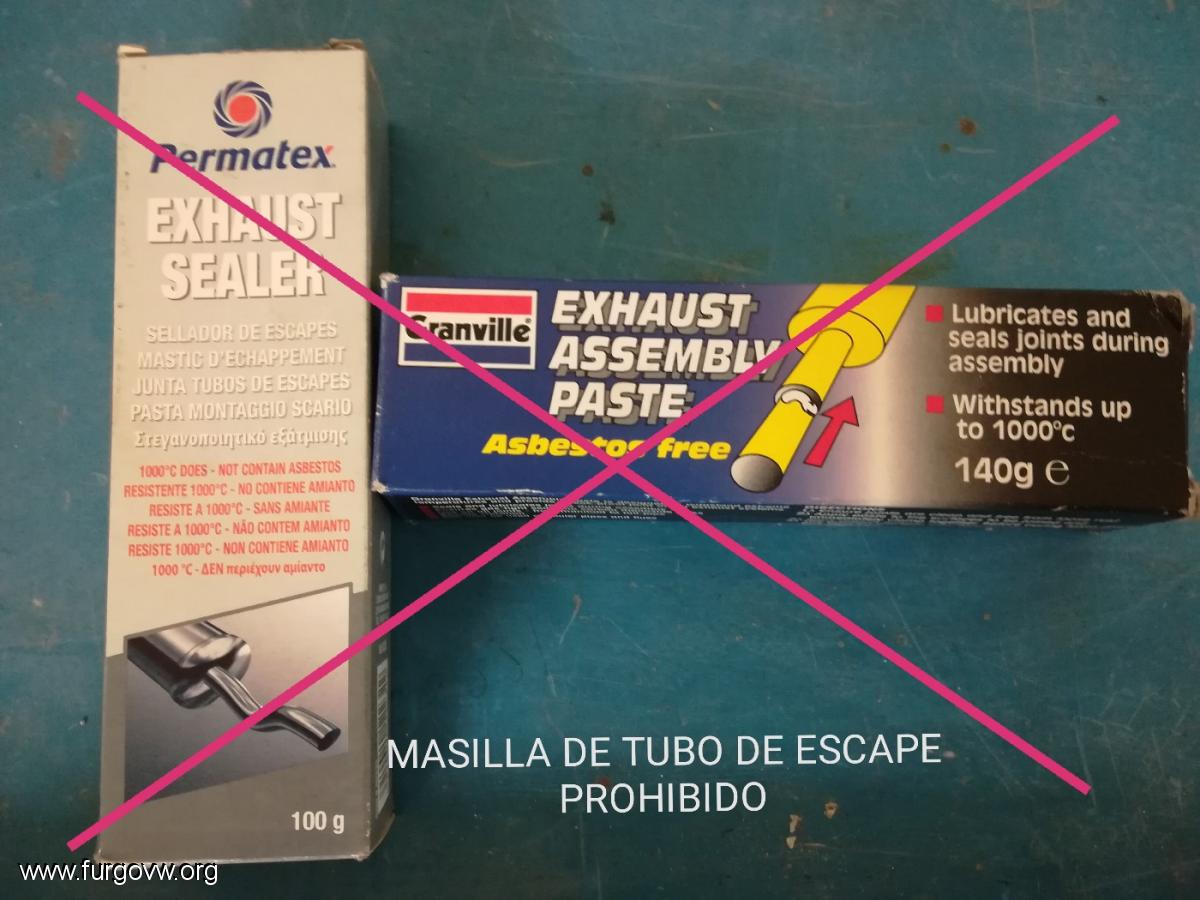 Permatex
EXHAUST
SEALER
SELLADOR DE ESCAPES
MASTIC D'ECHAPPEMENT
JUNTA TUBOS DE ESCAPES
PASTA MONTAGGIO SCARIO
Στεγανοποιητικό εξάτμισης
1000°C DOES - NOT CONTAIN ASBESTOS
RESISTENTE 1000°C - NO CONTIENE AMIANTO
RESISTE A 1000°C - SANS AMIANTE
RESISTE A 1000°C - NÃO CONTEM AMIANTO
RESISTE 1000°C - NON CONTIENE AMIANTO
1000 °C - ΔΕΝ περιέχουν αμίαντο
100 g
Granville
EXHAUST
ASSEMBLY
PASTE
Asbestos free
Lubricates and
seals joints during
assembly
Withstands up
to 1000°c
140g e
MASILLA DE TUBO DE ESCAPE
PROHIBIDO
www.furgovw.org